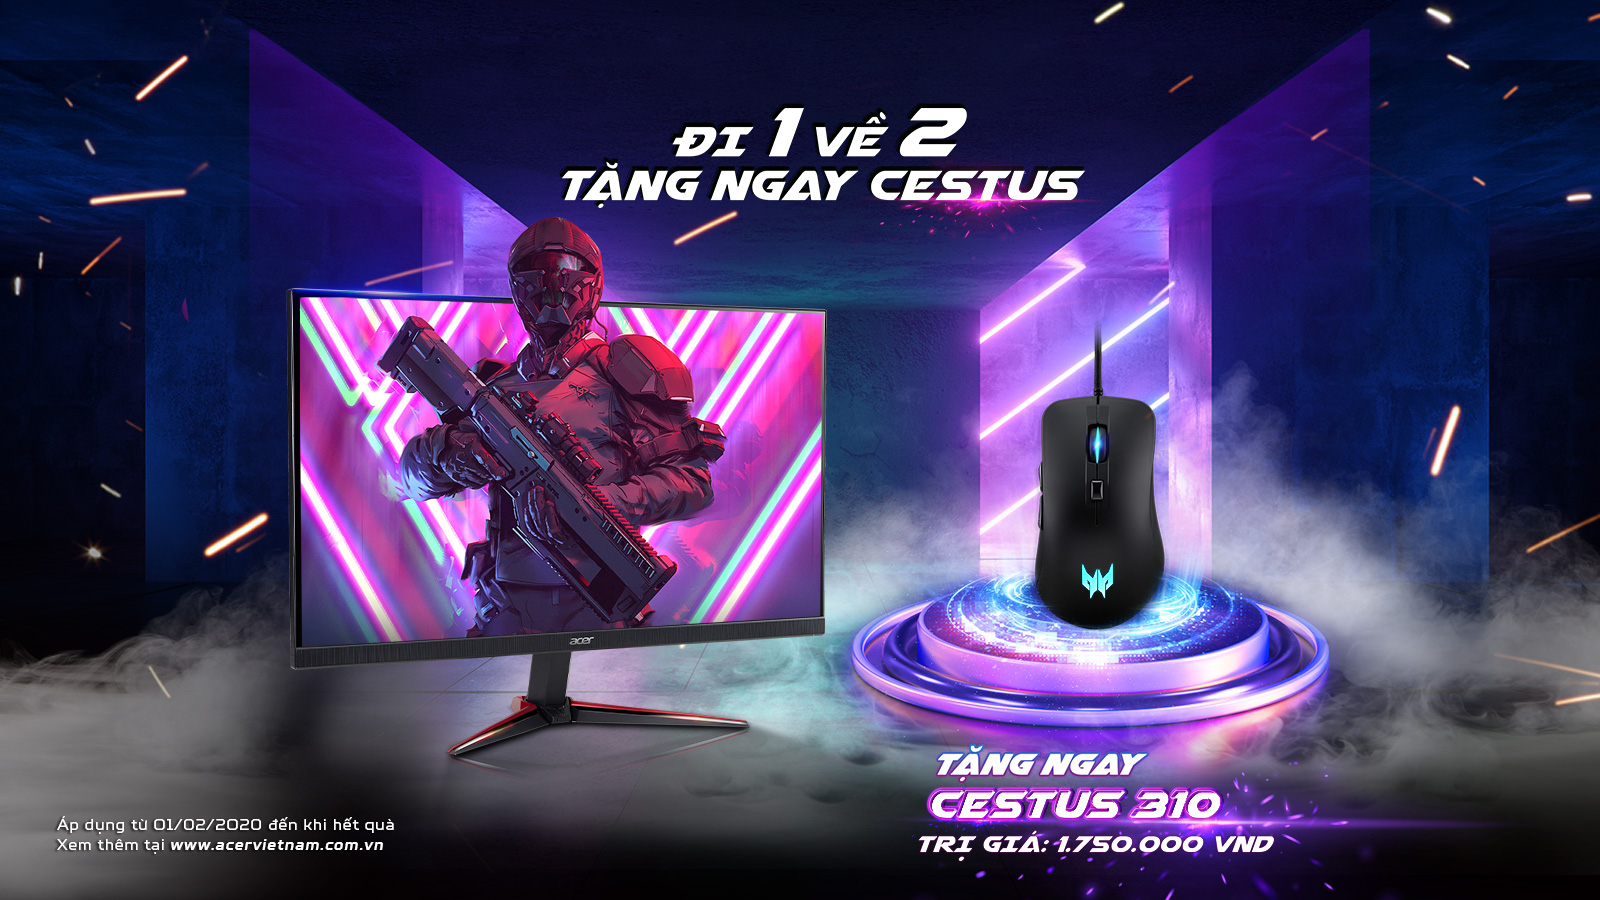 ĐI 1 VỀ 2
TẶNG NGAY CESTUS
acer
TẶNG NGAY
CESTUS 310
TRỊ GIÁ: 1.750.000 VND
Áp dụng từ 01/02/2020 đến khi hết quà
Xem thêm tại www.acervietnam.com.vn